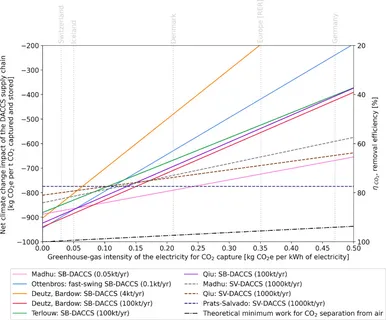 Switzerland
Iceland
Denmark
Europe [RER]
Germany
Net climate change impact of the DACCS supply chain
[kg CO₂e per t CO₂ captured and stored]
−200
−300
−400
−500
−600
−700
−800
−900
−1000
20
40
60
80
100
η CO₂, removal efficiency [%]
0.00 0.05 0.10 0.15 0.20 0.25 0.30 0.35 0.40 0.45 0.50
Greenhouse-gas intensity of the electricity for CO₂ capture [kg CO₂e per kWh of electricity]
Madhu: SB-DACCS (0.05kt/yr)
Ottenbros: fast-swing SB-DACCS (0.1kt/yr)
Deutz, Bardow: SB-DACCS (4kt/yr)
Deutz, Bardow: SB-DACCS (100kt/yr)
Terlouw: SB-DACCS (100kt/yr)
Qiu: SB-DACCS (100kt/yr)
Madhu: SV-DACCS (1000kt/yr)
Qiu: SV-DACCS (1000kt/yr)
Prats-Salvado: SV-DACCS (1000kt/yr)
Theoretical minimum work for CO₂ separation from air